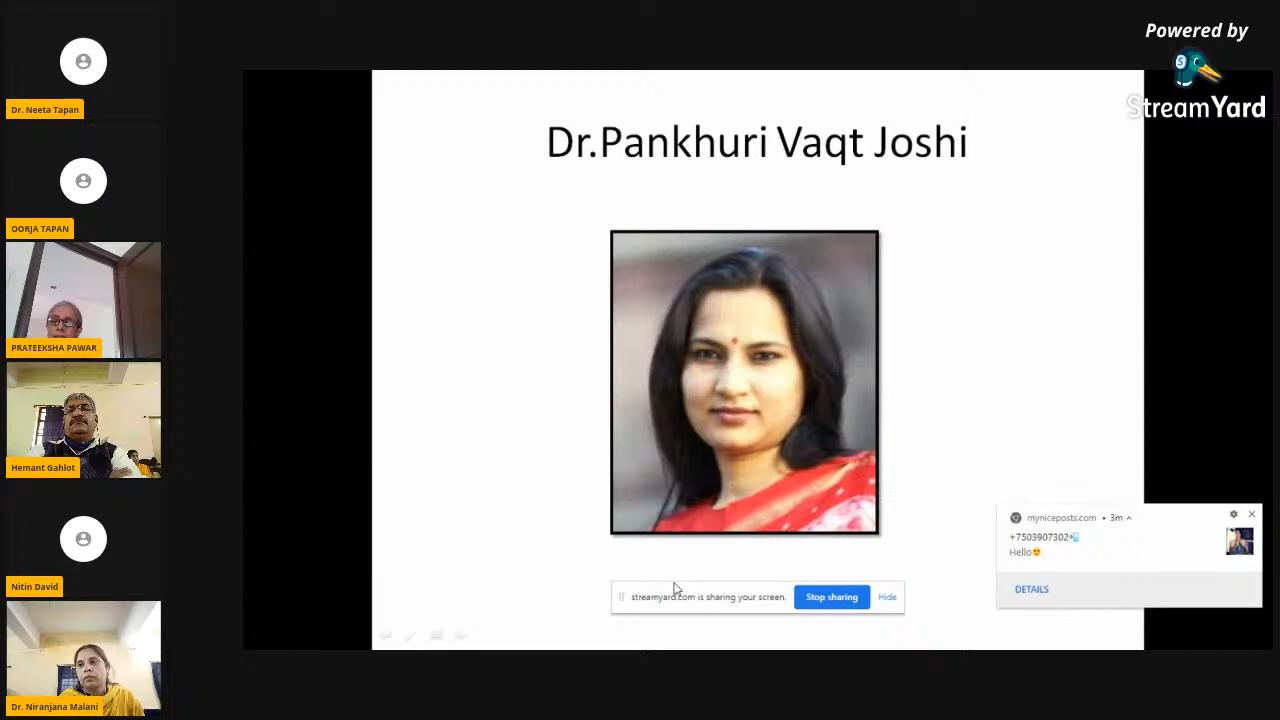 Dr. Neeta Tapan
OORJA TAPAN
PRATEEKSHA PAWAR
Hemant Gahlot
Nitin David
Dr. Niranjana Malani
Dr.Pankhuri Vaqt Joshi
streamyard.com is sharing your screen.
Stop sharing
Hide
Powered by
StreamYard
myniceposts.com • 3m
+7503907302
Hello😍
DETAILS